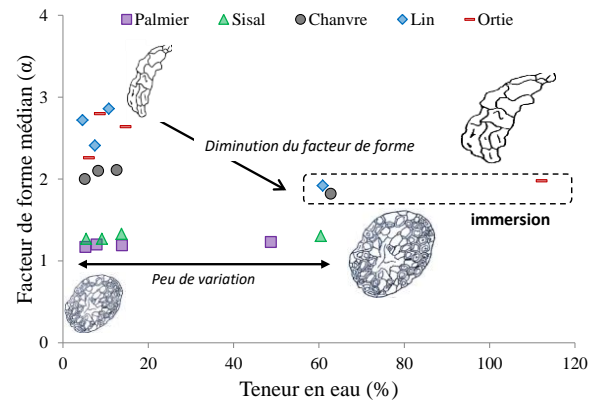 Palmier Sisal Chanvre Lin Ortie
Facteur de forme médian (α)
4
3
2
1
0
Diminution du facteur de forme
immersion
Peu de variation
0 20 40 60 80 100 120
Teneur en eau (%)